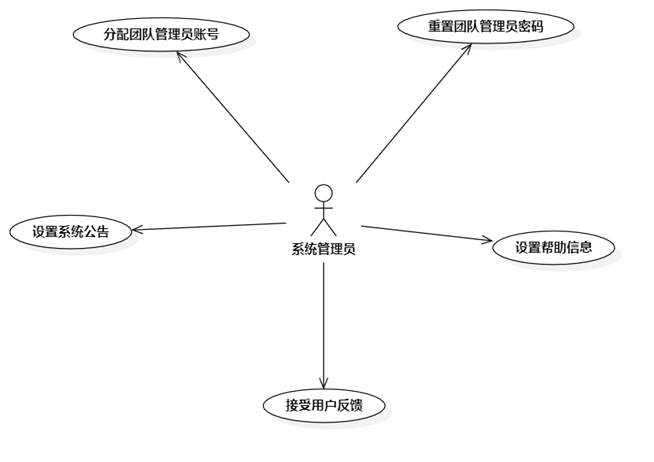 分配团队管理员账号
重置团队管理员密码
设置系统公告
系统管理员
设置帮助信息
接受用户反馈